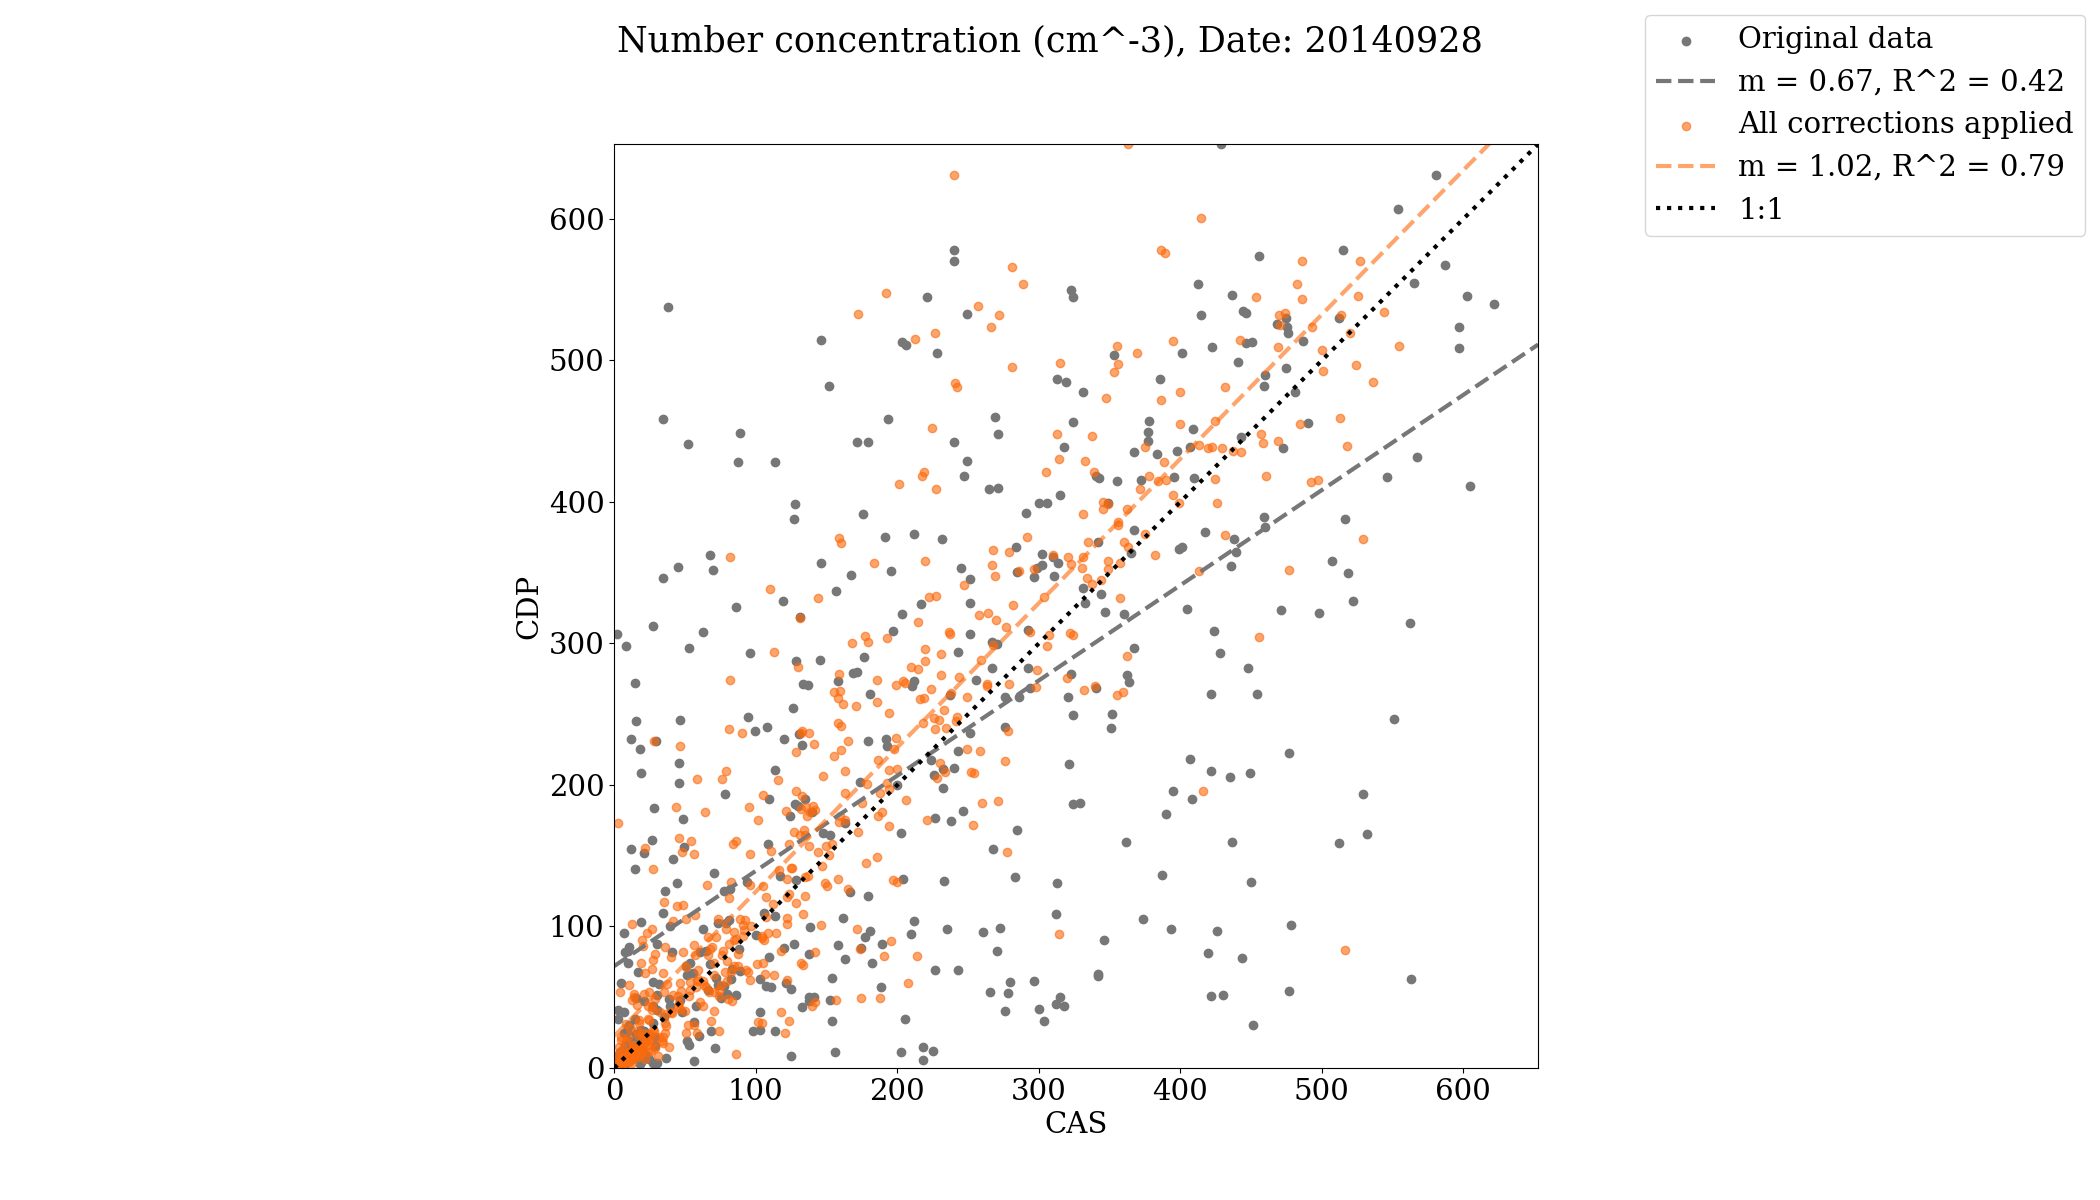 Number concentration (cm^-3), Date: 20140928
Original data
m = 0.67, R^2 = 0.42
All corrections applied
m = 1.02, R^2 = 0.79
1:1
600
500
400
300
200
100
0
CDP
0 100 200 300 400 500 600
CAS